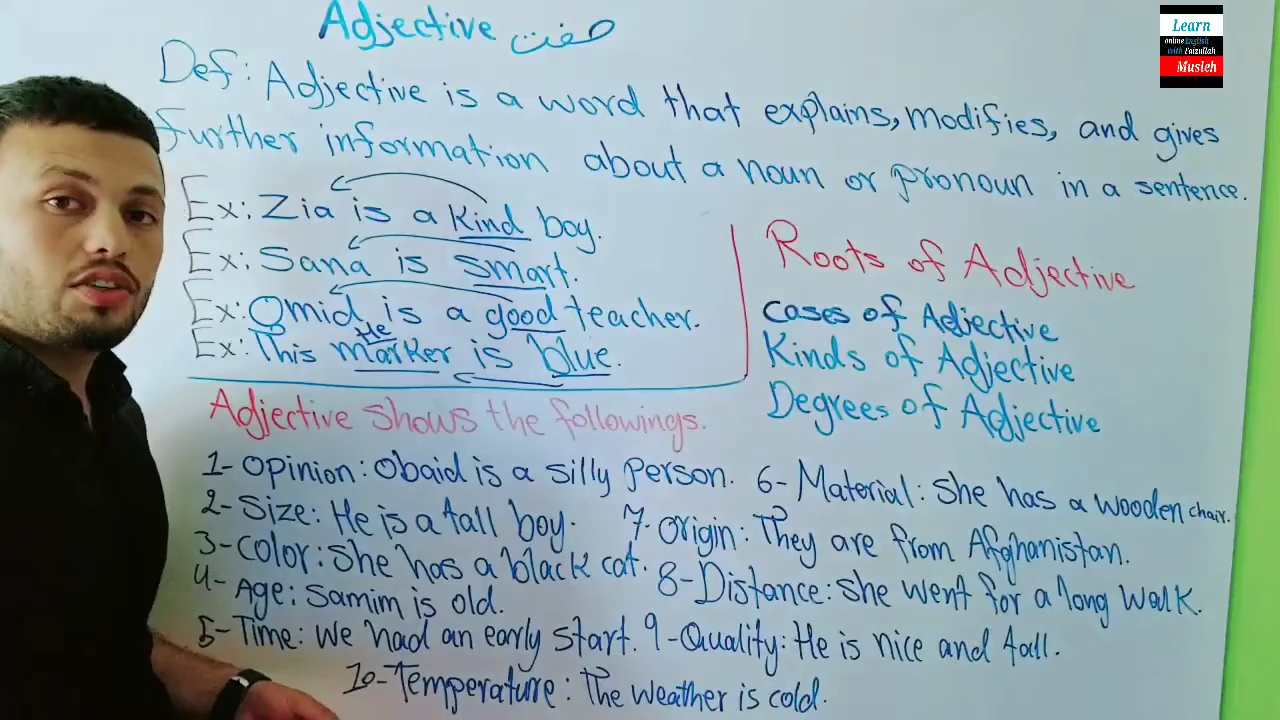 Adjective صفت
Def: Adjective is a word that explains, modifies, and gives
further information about a noun or pronoun in a sentence.
Ex: Zia is a kind boy.
Ex: Sana is smart.
Ex: Omid is a good teacher.
He
Ex: This marker is blue.
Roots of Adjective
Cases of Adjective
Kinds of Adjective
Degrees of Adjective
Adjective shows the followings.
1- Opinion: Obaid is a silly person.
2- Size: He is a tall boy.
3- Color: She has a black cat.
4- Age: Samim is old.
5- Time: We had an early start.
6- Material: She has a wooden chair.
7. Origin: They are from Afghanistan.
8- Distance: She went for a long walk.
9- Quality: He is nice and tall.
10- Temperature: The weather is cold.
Learn
online English
with Faizullah
Musleh